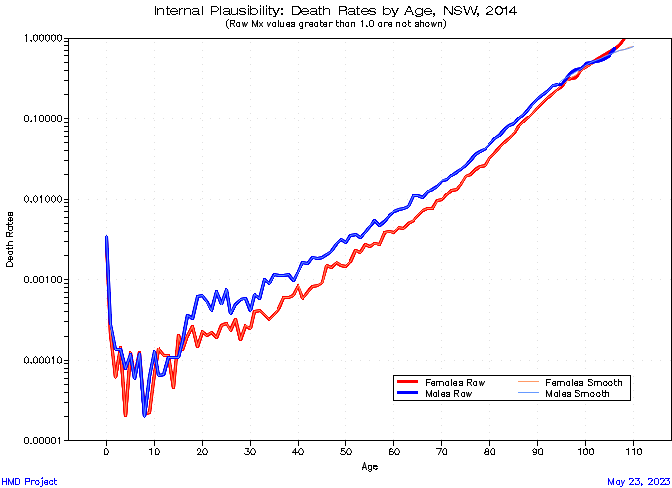 Internal Plausibility: Death Rates by Age, NSW, 2014
(Raw Mx values greater than 1.0 are not shown)
1.00000
0.10000
0.01000
0.00100
0.00010
0.00001
Death Rates
Females Raw
Females Smooth
Males Raw
Males Smooth
0 10 20 30 40 50 60 70 80 90 100 110
Age
HMD Project
May 23, 2023